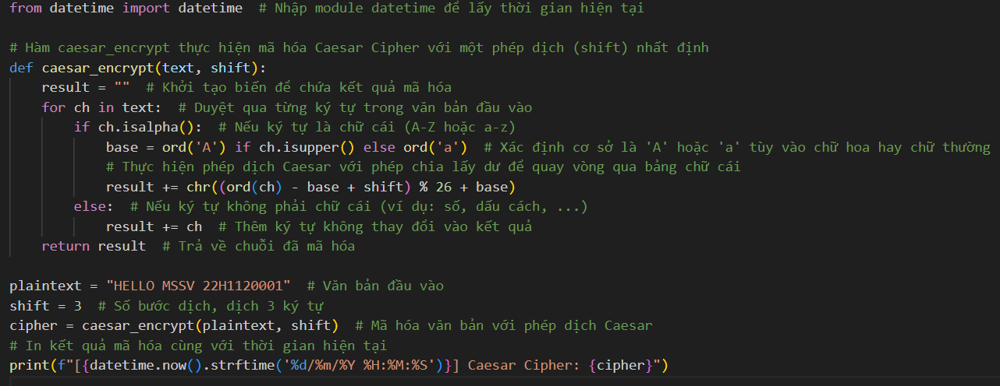 from datetime import datetime  # Nhập module datetime để lấy thời gian hiện tại

# Hàm caesar_encrypt thực hiện mã hóa Caesar Cipher với một phép dịch (shift) nhất định
def caesar_encrypt(text, shift):
    result = ""  # Khởi tạo biến để chứa kết quả mã hóa
    for ch in text:  # Duyệt qua từng ký tự trong văn bản đầu vào
        if ch.isalpha():  # Nếu ký tự là chữ cái (A-Z hoặc a-z)
            base = ord('A') if ch.isupper() else ord('a')  # Xác định cơ sở là 'A' hoặc 'a' tùy vào chữ hoa hay chữ thường
            # Thực hiện phép dịch Caesar với phép chia lấy dư để quay vòng qua bảng chữ cái
            result += chr((ord(ch) - base + shift) % 26 + base)
        else:  # Nếu ký tự không phải chữ cái (ví dụ: số, dấu cách, ...)
            result += ch  # Thêm ký tự không thay đổi vào kết quả
    return result  # Trả về chuỗi đã mã hóa

plaintext = "HELLO MSSV 22H1120001"  # Văn bản đầu vào
shift = 3  # Số bước dịch, dịch 3 ký tự
cipher = caesar_encrypt(plaintext, shift)  # Mã hóa văn bản với phép dịch Caesar
# In kết quả mã hóa cùng với thời gian hiện tại
print(f"[{datetime.now().strftime('%d/%m/%Y %H:%M:%S')}] Caesar Cipher: {cipher}")